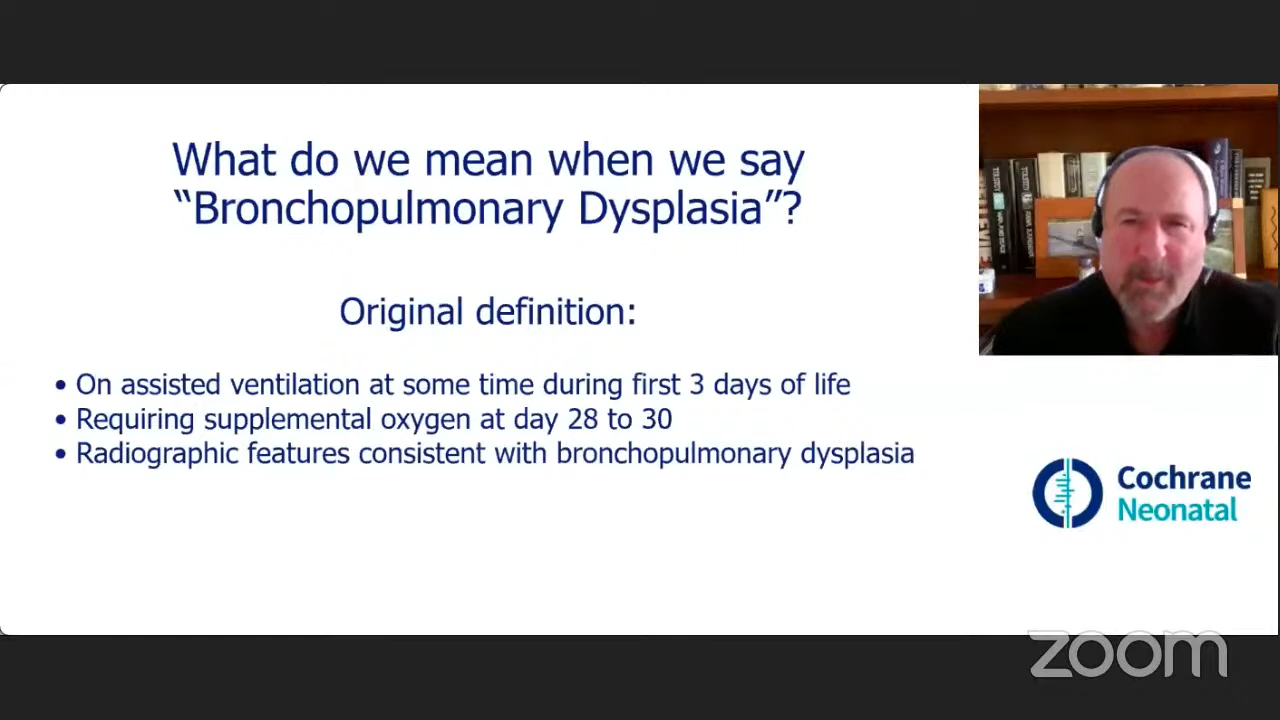 What do we mean when we say
“Bronchopulmonary Dysplasia”?
Original definition:
• On assisted ventilation at some time during first 3 days of life
• Requiring supplemental oxygen at day 28 to 30
• Radiographic features consistent with bronchopulmonary dysplasia
Cochrane
Neonatal
zoom